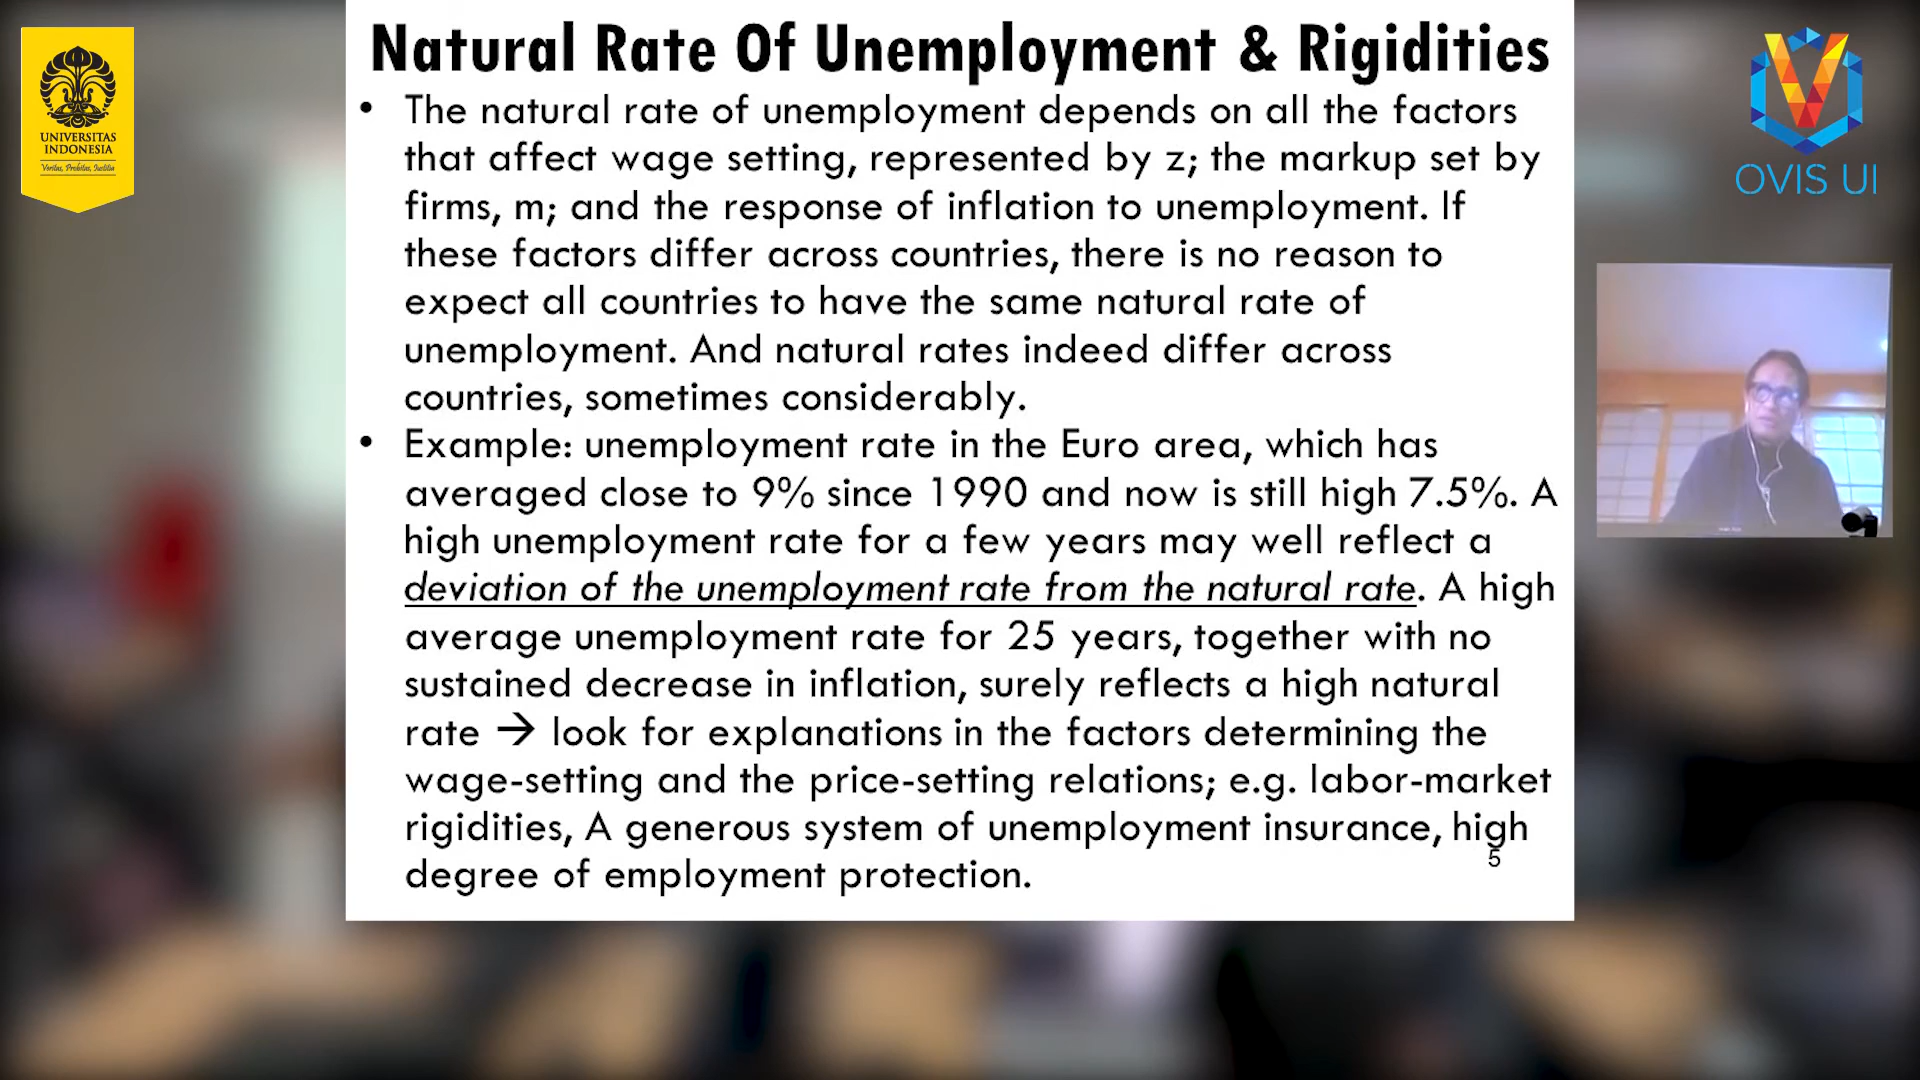 Natural Rate Of Unemployment & Rigidities
• The natural rate of unemployment depends on all the factors
that affect wage setting, represented by z; the markup set by
firms, m; and the response of inflation to unemployment. If
these factors differ across countries, there is no reason to
expect all countries to have the same natural rate of
unemployment. And natural rates indeed differ across
countries, sometimes considerably.
• Example: unemployment rate in the Euro area, which has
averaged close to 9% since 1990 and now is still high 7.5%. A
high unemployment rate for a few years may well reflect a
deviation of the unemployment rate from the natural rate. A high
average unemployment rate for 25 years, together with no
sustained decrease in inflation, surely reflects a high natural
rate → look for explanations in the factors determining the
wage-setting and the price-setting relations; e.g. labor-market
rigidities, A generous system of unemployment insurance, high
degree of employment protection.
5
UNIVERSITAS
INDONESIA
Veritas, Probitas, Justitia
OVIS UI